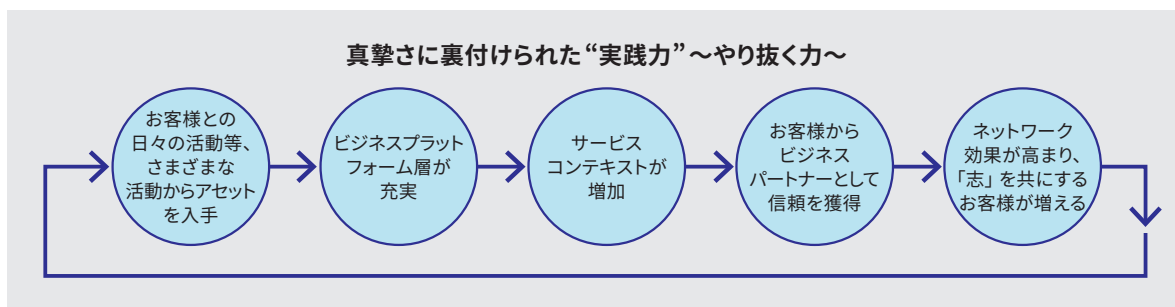 真摯さに裏付けられた“実践力”～やり抜く力～
お客様との
日々の活動等、
さまざまな
活動からアセット
を入手
ビジネスプラット
フォーム層が
充実
サービス
コンテキストが
増加
お客様から
ビジネス
パートナーとして
信頼を獲得
ネットワーク
効果が高まり、
「志」を共にする
お客様が増える